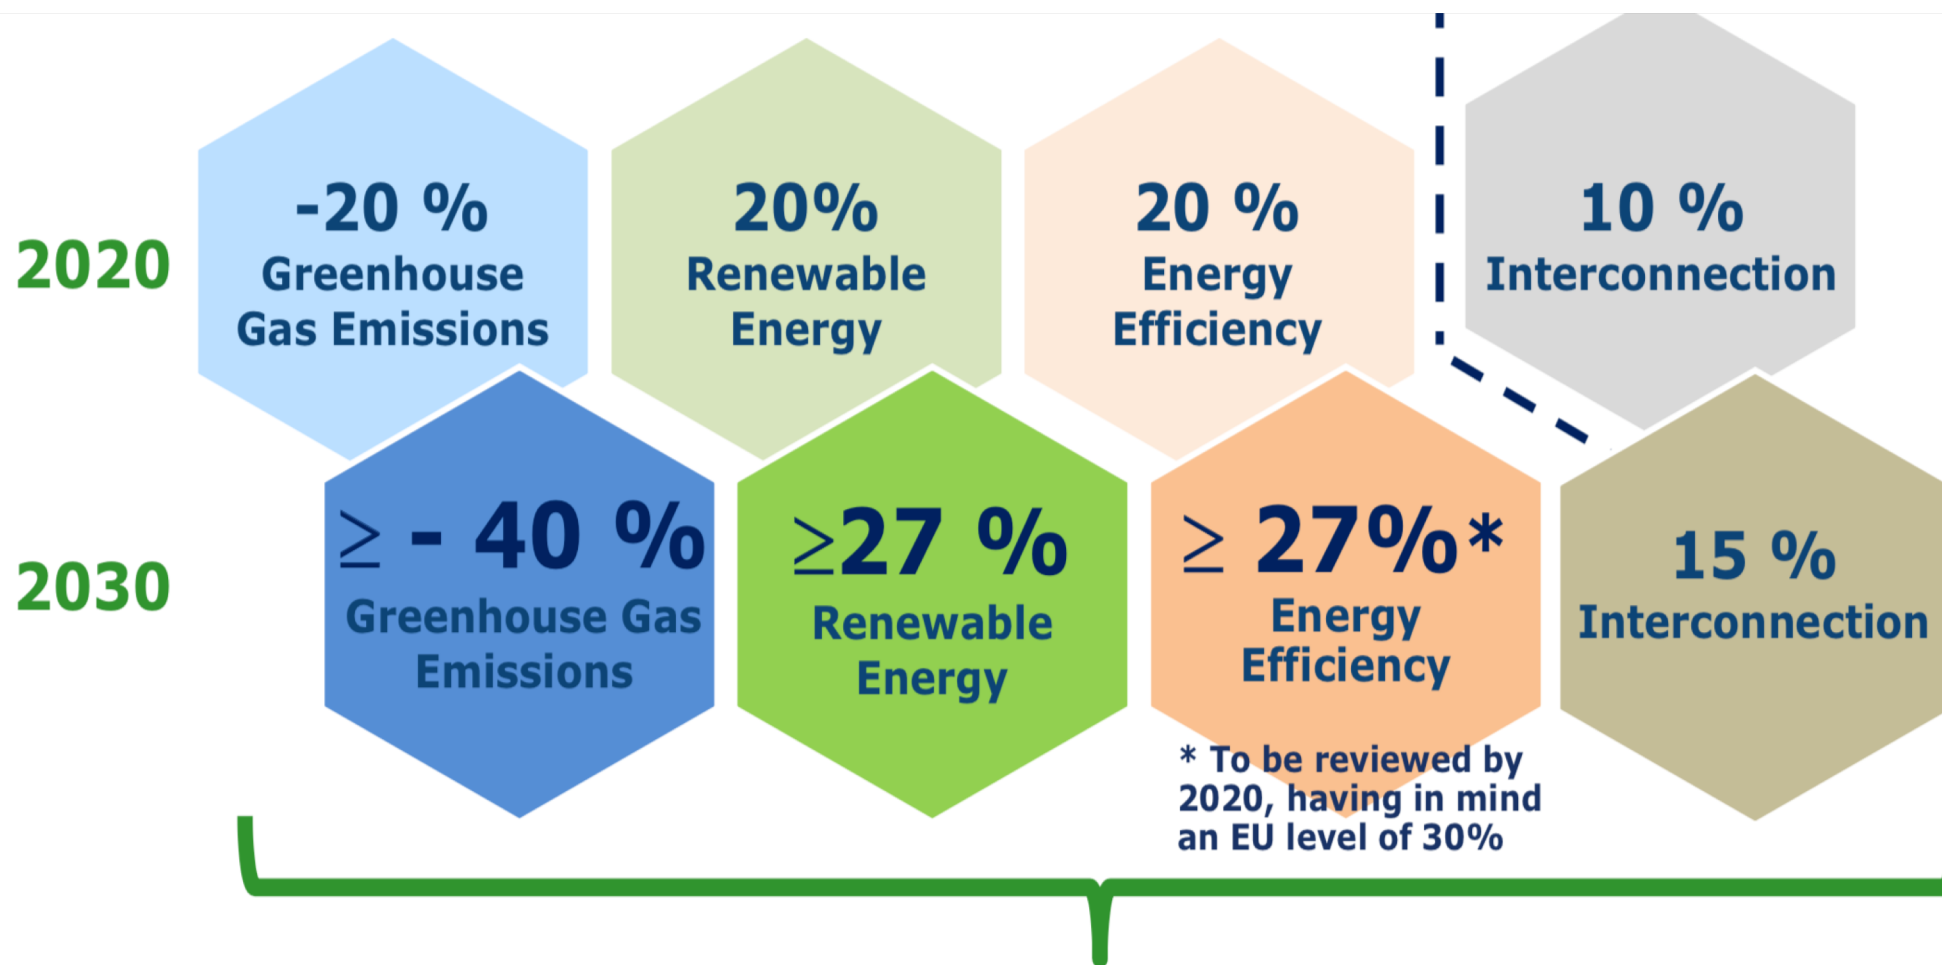 2020
-20 %
Greenhouse
Gas Emissions
20%
Renewable
Energy
20 %
Energy
Efficiency
10 %
Interconnection
2030
≥ - 40 %
Greenhouse Gas
Emissions
≥27 %
Renewable
Energy
≥ 27%*
Energy
Efficiency
* To be reviewed by
2020, having in mind
an EU level of 30%
15 %
Interconnection